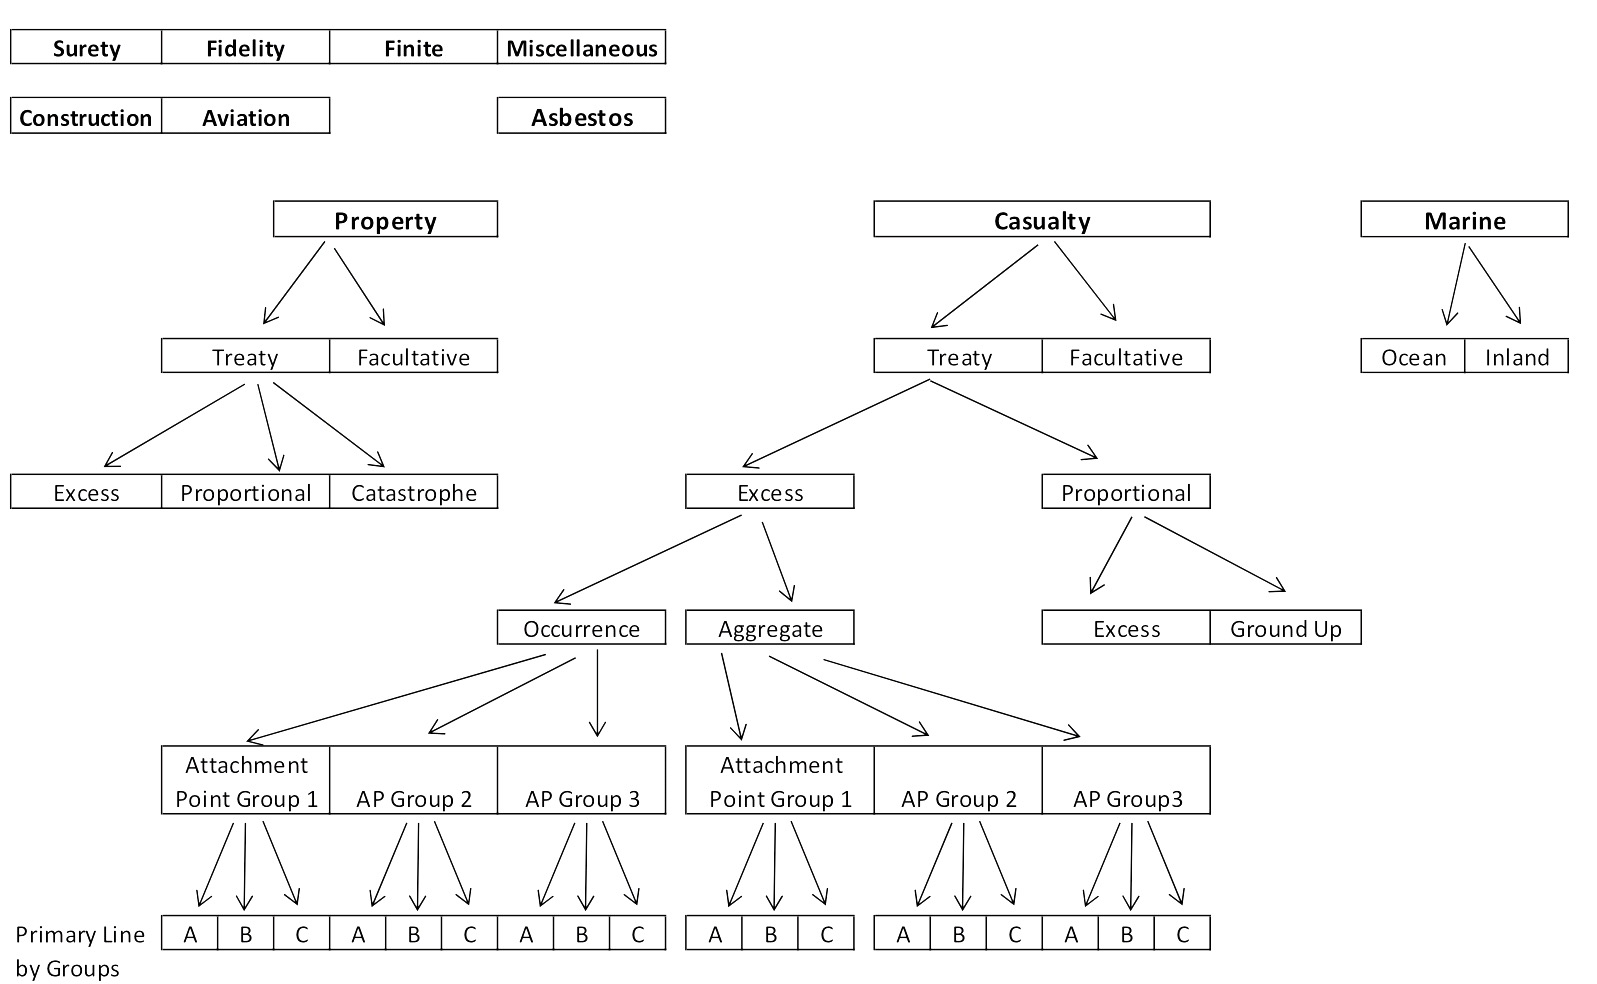 Surety Fidelity Finite Miscellaneous
Construction Aviation Asbestos
Property Casualty Marine
Treaty Facultative Treaty Facultative Ocean Inland
Excess Proportional Catastrophe Excess Proportional
Occurrence Aggregate Excess Ground Up
Attachment Attachment
Point Group 1 AP Group 2 AP Group 3 Point Group 1 AP Group 2 AP Group3
Primary Line A B C A B C A B C A B C A B C A B C
by Groups